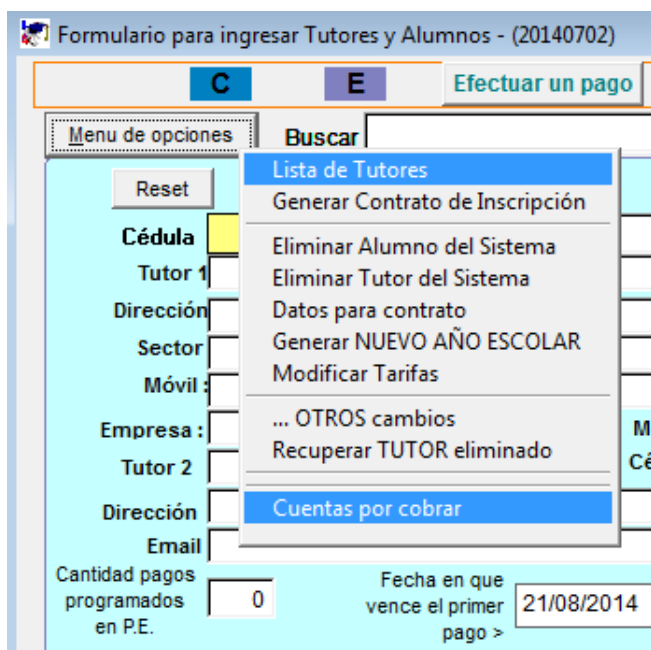 Formulario para ingresar Tutores y Alumnos - (20140702)
C E Efectuar un pago
Menu de opciones Buscar
Lista de Tutores
Reset
Generar Contrato de Inscripción
Cédula
Eliminar Alumno del Sistema
Tutor 1
Eliminar Tutor del Sistema
Dirección
Datos para contrato
Sector
Generar NUEVO AÑO ESCOLAR
Móvil :
Modificar Tarifas
Empresa :
... OTROS cambios
Tutor 2
Recuperar TUTOR eliminado
Dirección
Cuentas por cobrar
Email
Cantidad pagos
programados
en P.E.
0
Fecha en que
vence el primer
pago >
21/08/2014